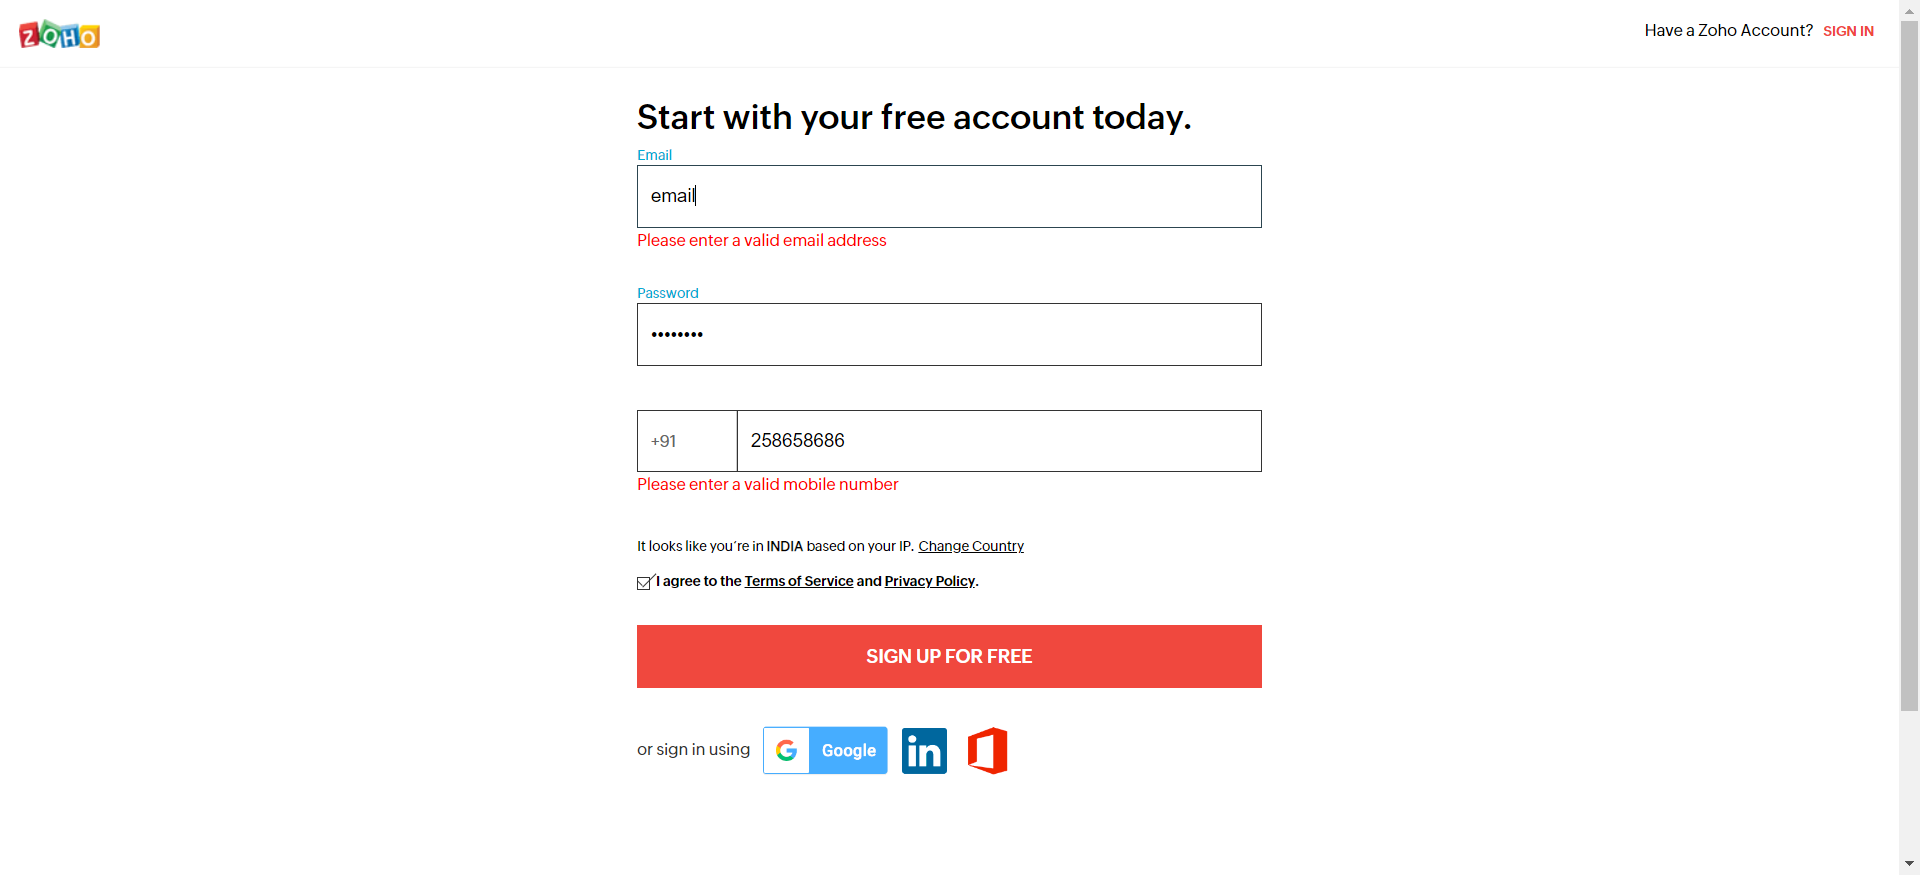 ZOHO
Have a Zoho Account? SIGN IN
Start with your free account today.
Email
email
Please enter a valid email address
Password
••••••••
+91 258658686
Please enter a valid mobile number
It looks like you´re in INDIA based on your IP. Change Country
I agree to the Terms of Service and Privacy Policy.
SIGN UP FOR FREE
or sign in using G Google in